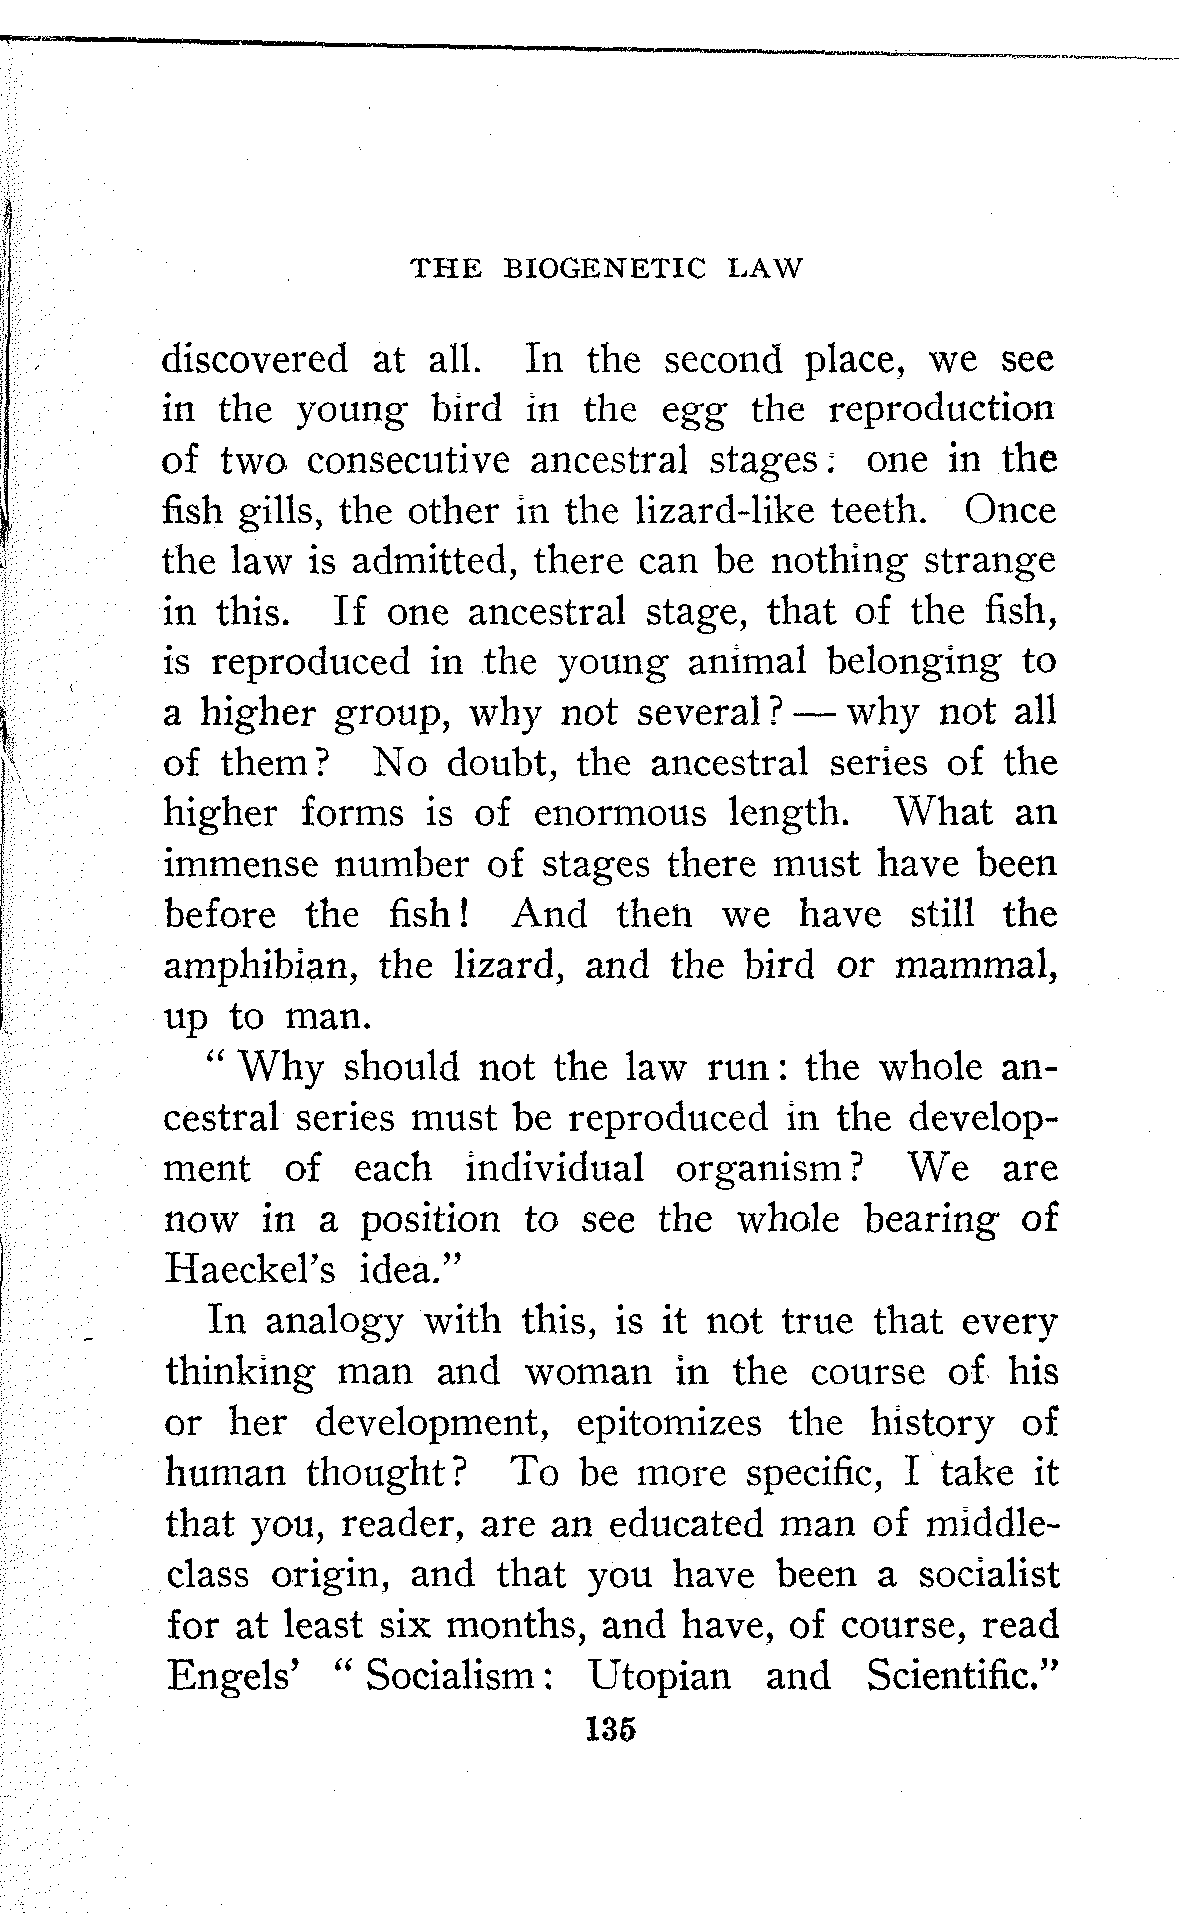 THE BIOGENETIC LAW
discovered at all. In the second place, we see
in the young bird in the egg the reproduction
of two consecutive ancestral stages: one in the
fish gills, the other in the lizard-like teeth. Once
the law is admitted, there can be nothing strange
in this. If one ancestral stage, that of the fish,
is reproduced in the young animal belonging to
a higher group, why not several? — why not all
of them? No doubt, the ancestral series of the
higher forms is of enormous length. What an
immense number of stages there must have been
before the fish! And then we have still the
amphibian, the lizard, and the bird or mammal,
up to man.
“ Why should not the law run: the whole an-
cestral series must be reproduced in the develop-
ment of each individual organism? We are
now in a position to see the whole bearing of
Haeckel’s idea.”
In analogy with this, is it not true that every
thinking man and woman in the course of his
or her development, epitomizes the history of
human thought? To be more specific, I take it
that you, reader, are an educated man of middle-
class origin, and that you have been a socialist
for at least six months, and have, of course, read
Engels’ “ Socialism: Utopian and Scientific.”
135